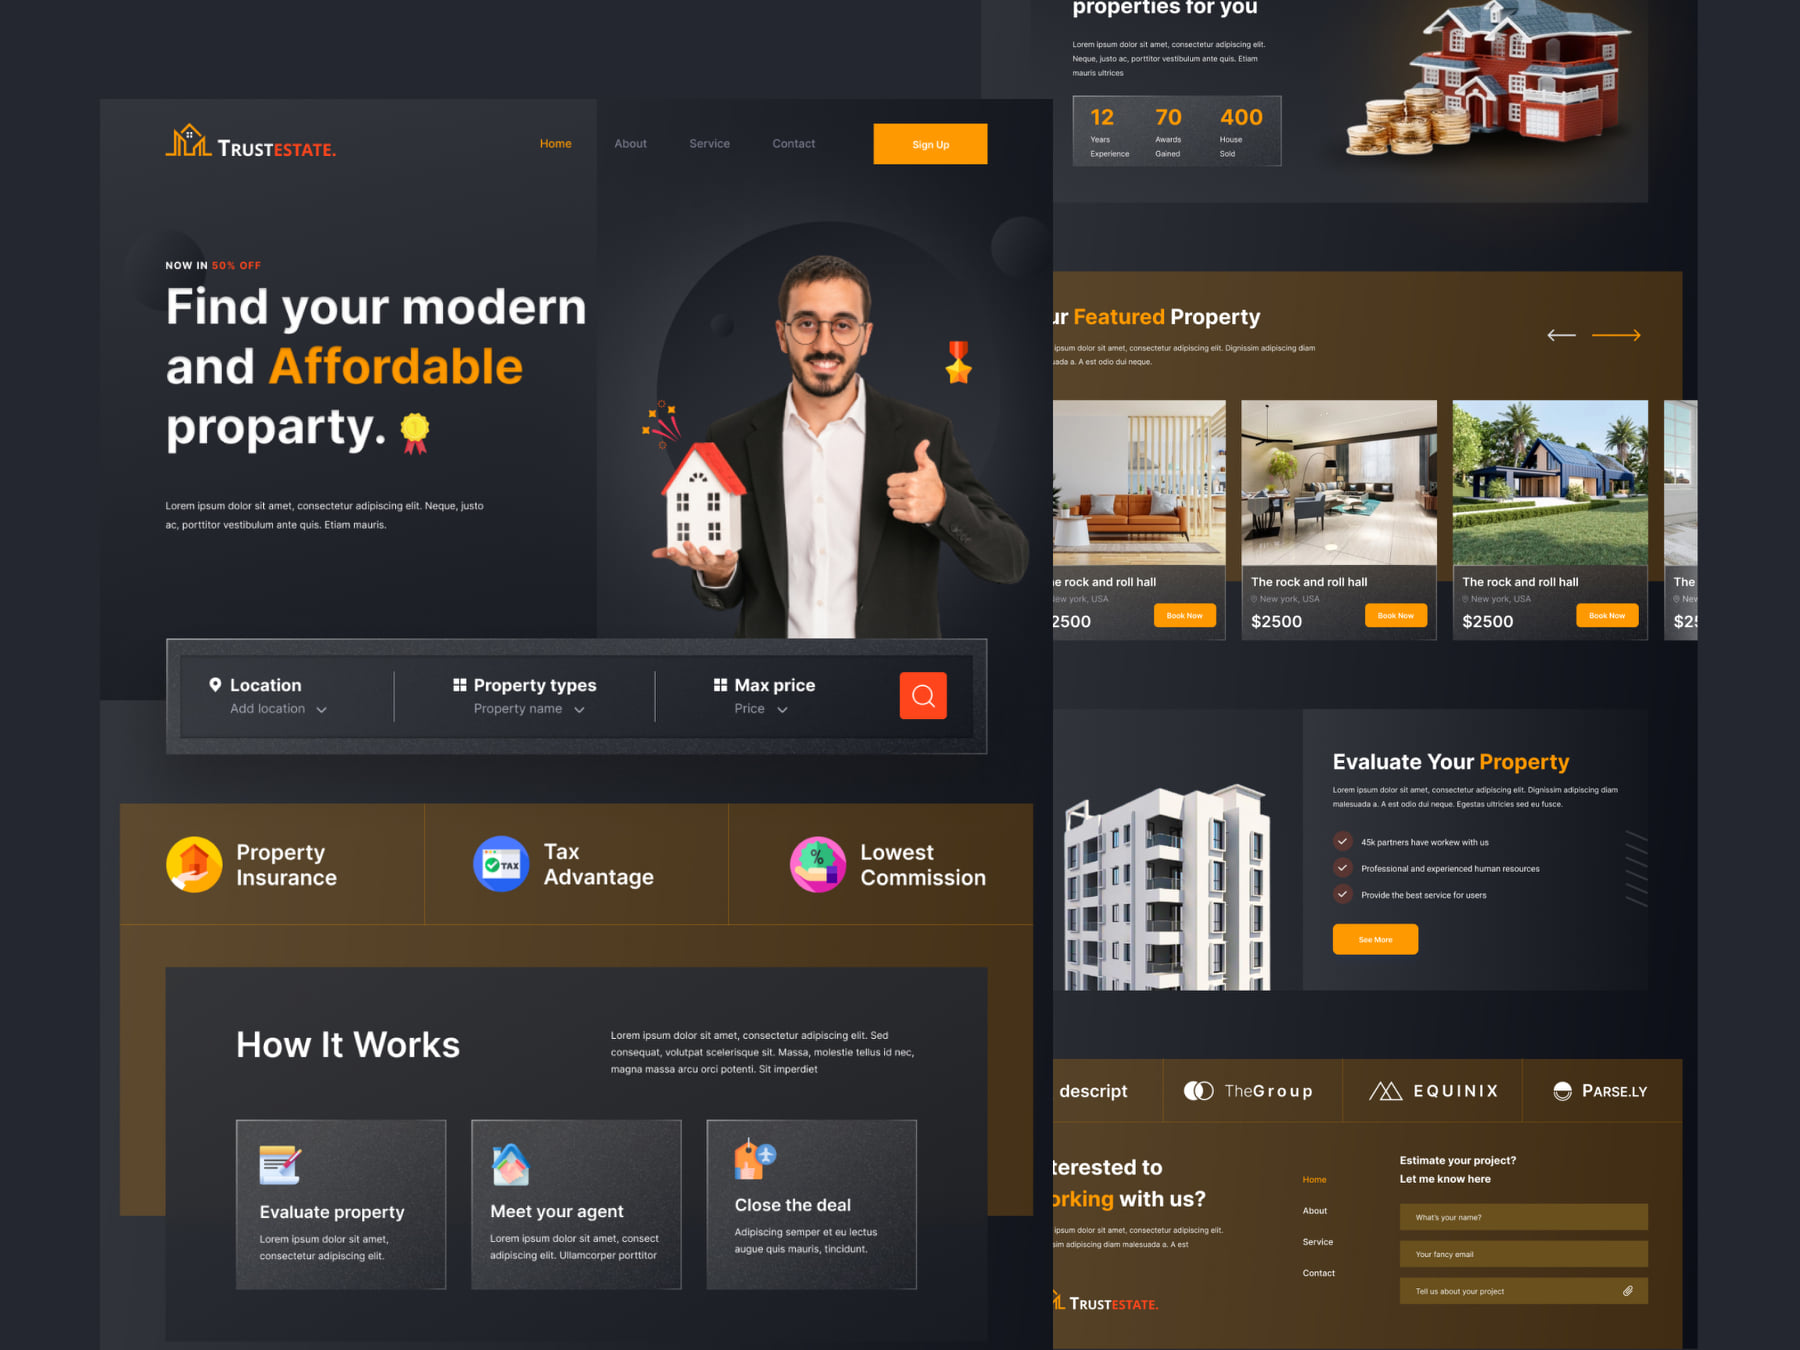 TRUSTESTATE.
Home
About
Service
Contact
Sign Up
NOW IN 50% OFF
Find your modern
and Affordable
proparty.
Lorem ipsum dolor sit amet, consectetur adipiscing elit. Neque, justo
ac, porttitor vestibulum ante quis. Etiam mauris.
Location
Add location
Property types
Property name
Max price
Price
Property
Insurance
TAX
Tax
Advantage
%
Lowest
Commission
How It Works
Lorem ipsum dolor sit amet, consectetur adipiscing elit. Sed
consequat, volutpat scelerisque sit. Massa, molestie tellus id nec,
magna massa arcu orci potenti. Sit imperdiet
Evaluate property
Lorem ipsum dolor sit amet,
consectetur adipiscing elit.
Meet your agent
Lorem ipsum dolor sit amet, consect
adipiscing elit. Ullamcorper porttitor
Close the deal
Adipiscing semper et eu lectus
augue quis mauris, tincidunt.
properties for you
Lorem ipsum dolor sit amet, consectetur adipiscing elit.
Neque, justo ac, porttitor vestibulum ante quis. Etiam
mauris ultrices
12
Years
Experience
70
Awards
Gained
400
House
Sold
ur Featured Property
ipsum dolor sit amet, consectetur adipiscing elit. Dignissim adipiscing diam
uada a. A est odio dui neque.
e rock and roll hall
New york, USA
2500
Book Now
The rock and roll hall
New york, USA
$2500
Book Now
The rock and roll hall
New york, USA
$2500
Book Now
The
New
$25
Evaluate Your Property
Lorem ipsum dolor sit amet, consectetur adipiscing elit. Dignissim adipiscing diam
malesuada a. A est odio dui neque. Egestas ultricies sed eu fusce.
45k partners have workew with us
Professional and experienced human resources
Provide the best service for users
See More
descript
TheGroup
EQUINIX
PARSE.LY
terested to
orking with us?
ipsum dolor sit amet, consectetur adipiscing elit.
sim adipiscing diam malesuada a. A est
TRUSTESTATE.
Home
About
Service
Contact
Estimate your project?
Let me know here
What's your name?
Your fancy email
Tell us about your project